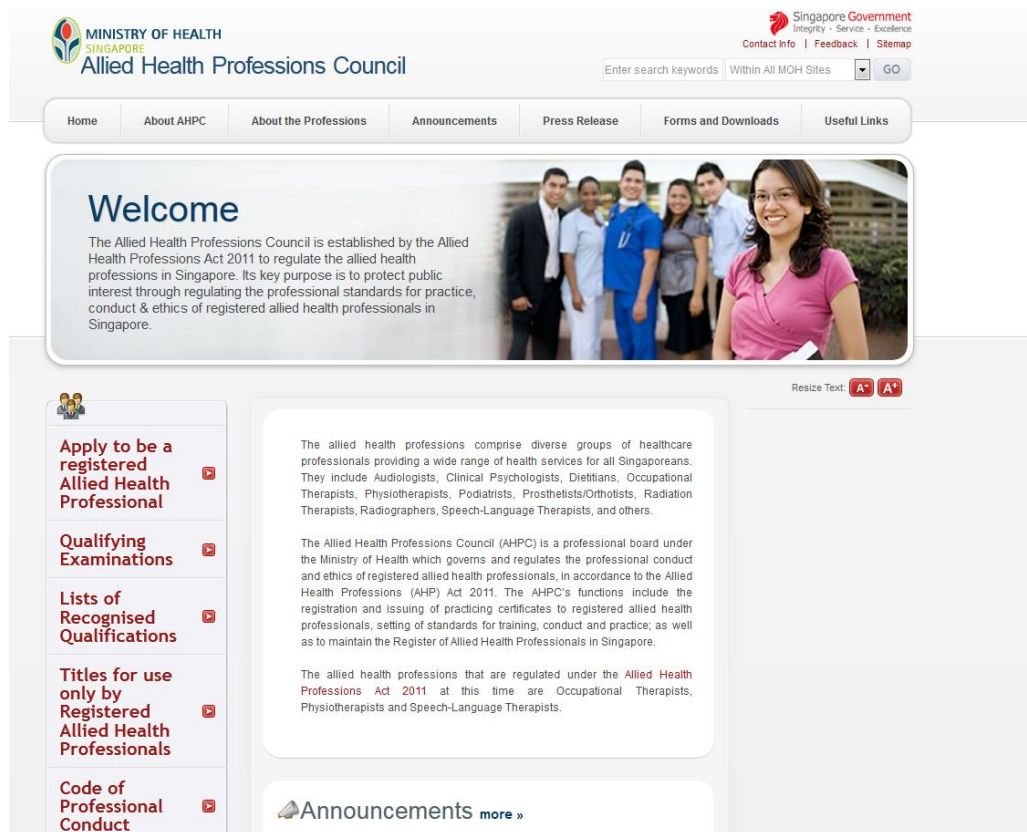 MINISTRY OF HEALTH
SINGAPORE
Allied Health Professions Council
Singapore Government
Integrity · Service · Excellence
Contact Info | Feedback | Sitemap
Enter search keywords Within All MOH Sites GO
Home About AHPC About the Professions Announcements Press Release Forms and Downloads Useful Links
Welcome
The Allied Health Professions Council is established by the Allied
Health Professions Act 2011 to regulate the allied health
professions in Singapore. Its key purpose is to protect public
interest through regulating the professional standards for practice,
conduct & ethics of registered allied health professionals in
Singapore.
Resize Text: A- A+
Apply to be a
registered
Allied Health
Professional
Qualifying
Examinations
Lists of
Recognised
Qualifications
Titles for use
only by
Registered
Allied Health
Professionals
Code of
Professional
Conduct
The allied health professions comprise diverse groups of healthcare
professionals providing a wide range of health services for all Singaporeans.
They include Audiologists, Clinical Psychologists, Dietitians, Occupational
Therapists, Physiotherapists, Podiatrists, Prosthetists/Orthotists, Radiation
Therapists, Radiographers, Speech-Language Therapists, and others.
The Allied Health Professions Council (AHPC) is a professional board under
the Ministry of Health which governs and regulates the professional conduct
and ethics of registered allied health professionals, in accordance to the Allied
Health Professions (AHP) Act 2011. The AHPC's functions include the
registration and issuing of practicing certificates to registered allied health
professionals, setting of standards for training, conduct and practice; as well
as to maintain the Register of Allied Health Professionals in Singapore.
The allied health professions that are regulated under the Allied Health
Professions Act 2011 at this time are Occupational Therapists,
Physiotherapists and Speech-Language Therapists.
Announcements more »